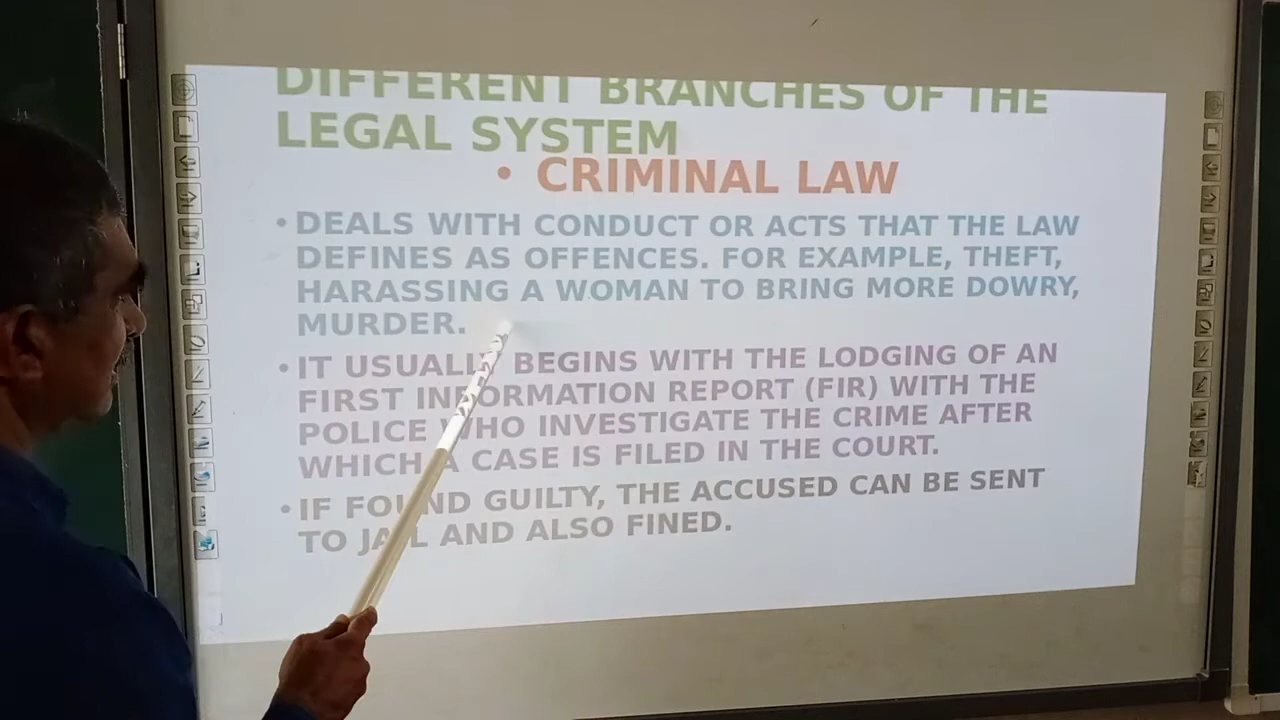 DIFFERENT BRANCHES OF THE
LEGAL SYSTEM
• CRIMINAL LAW
• DEALS WITH CONDUCT OR ACTS THAT THE LAW
DEFINES AS OFFENCES. FOR EXAMPLE, THEFT,
HARASSING A WOMAN TO BRING MORE DOWRY,
MURDER.
• IT USUALLY BEGINS WITH THE LODGING OF AN
FIRST INFORMATION REPORT (FIR) WITH THE
POLICE WHO INVESTIGATE THE CRIME AFTER
WHICH A CASE IS FILED IN THE COURT.
• IF FOUND GUILTY, THE ACCUSED CAN BE SENT
TO JAIL AND ALSO FINED.